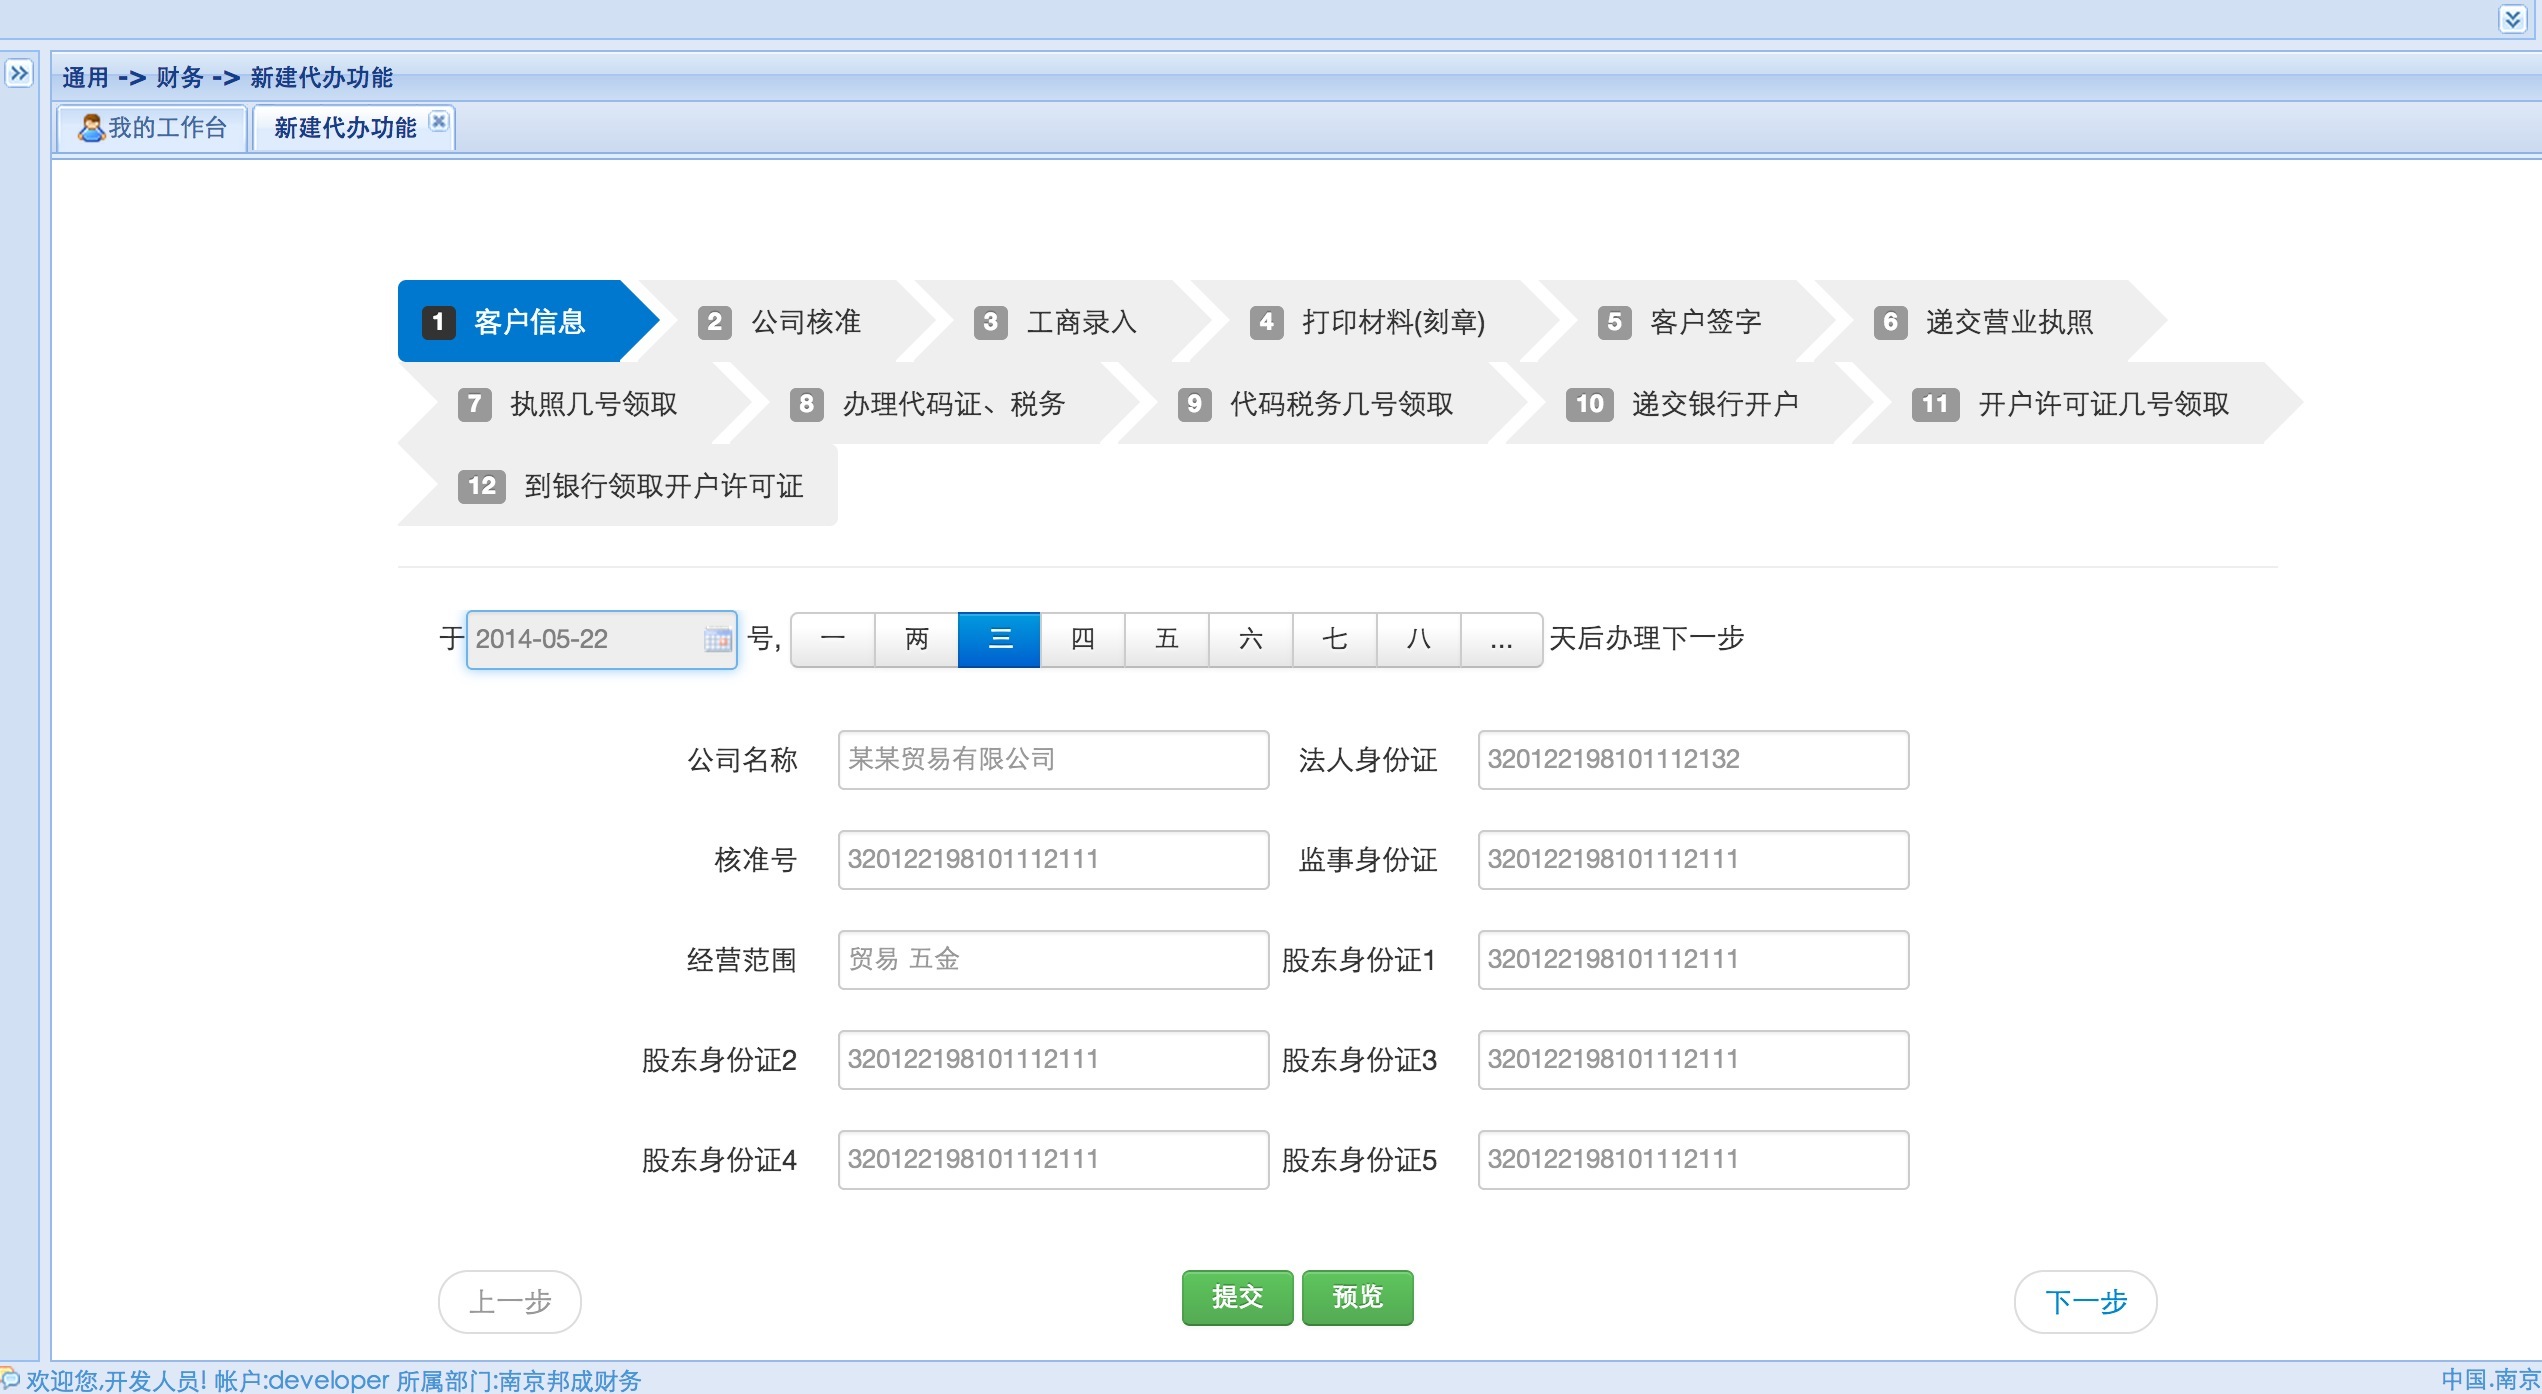 通用 -> 财务 -> 新建代办功能
我的工作台 新建代办功能
1 客户信息 2 公司核准 3 工商录入 4 打印材料(刻章) 5 客户签字 6 递交营业执照
7 执照几号领取 8 办理代码证、税务 9 代码税务几号领取 10 递交银行开户 11 开户许可证几号领取
12 到银行领取开户许可证
于 2014-05-22 号, 一 两 三 四 五 六 七 八 ... 天后办理下一步
公司名称 某某贸易有限公司 法人身份证 320122198101112132
核准号 320122198101112111 监事身份证 320122198101112111
经营范围 贸易 五金 股东身份证1 320122198101112111
股东身份证2 320122198101112111 股东身份证3 320122198101112111
股东身份证4 320122198101112111 股东身份证5 320122198101112111
上一步 提交 预览 下一步
欢迎您,开发人员! 帐户:developer 所属部门:南京邦成财务 中国.南京